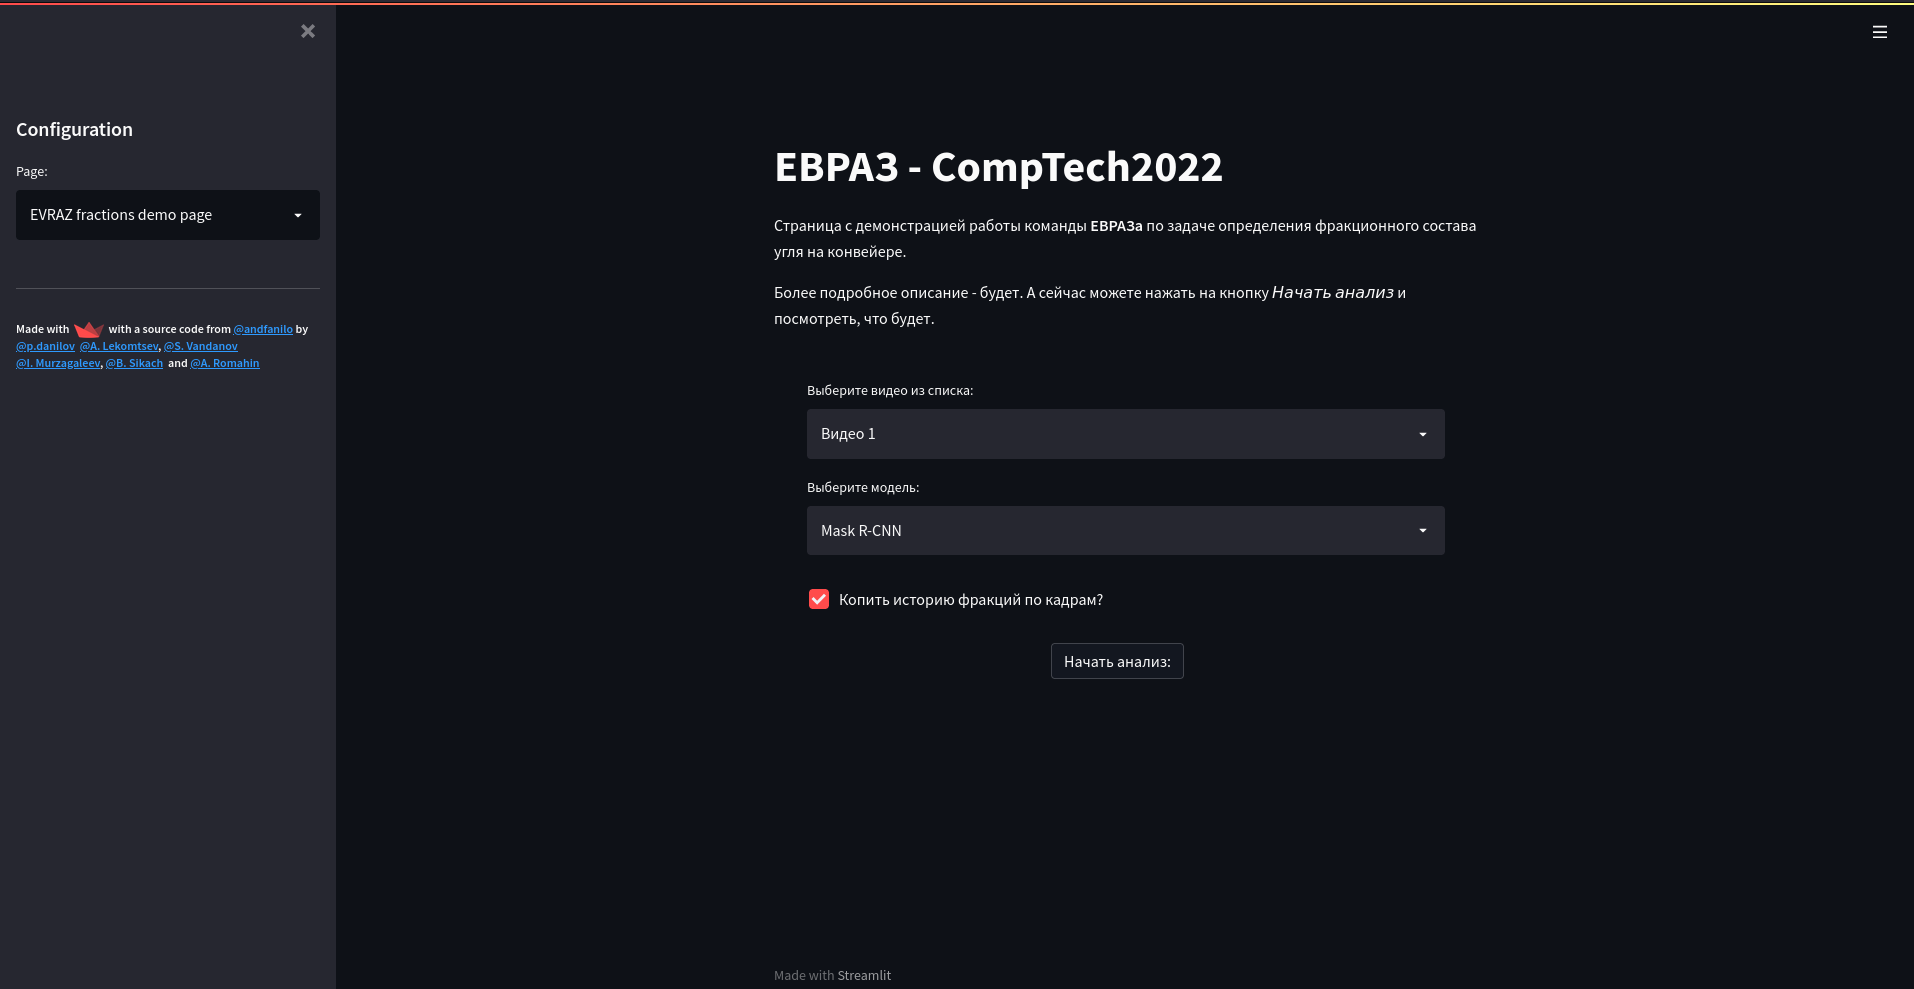 Configuration
Page:
EVRAZ fractions demo page
Made with with a source code from @andfanilo by
@p.danilov @A. Lekomtsev, @S. Vandanov
@I. Murzagaleev, @B. Sikach and @A. Romahin
ЕВРАЗ - CompTech2022
Страница с демонстрацией работы команды ЕВРАЗа по задаче определения фракционного состава
угля на конвейере.
Более подробное описание - будет. А сейчас можете нажать на кнопку Начать анализ и
посмотреть, что будет.
Выберите видео из списка:
Видео 1
Выберите модель:
Mask R-CNN
Копить историю фракций по кадрам?
Начать анализ:
Made with Streamlit